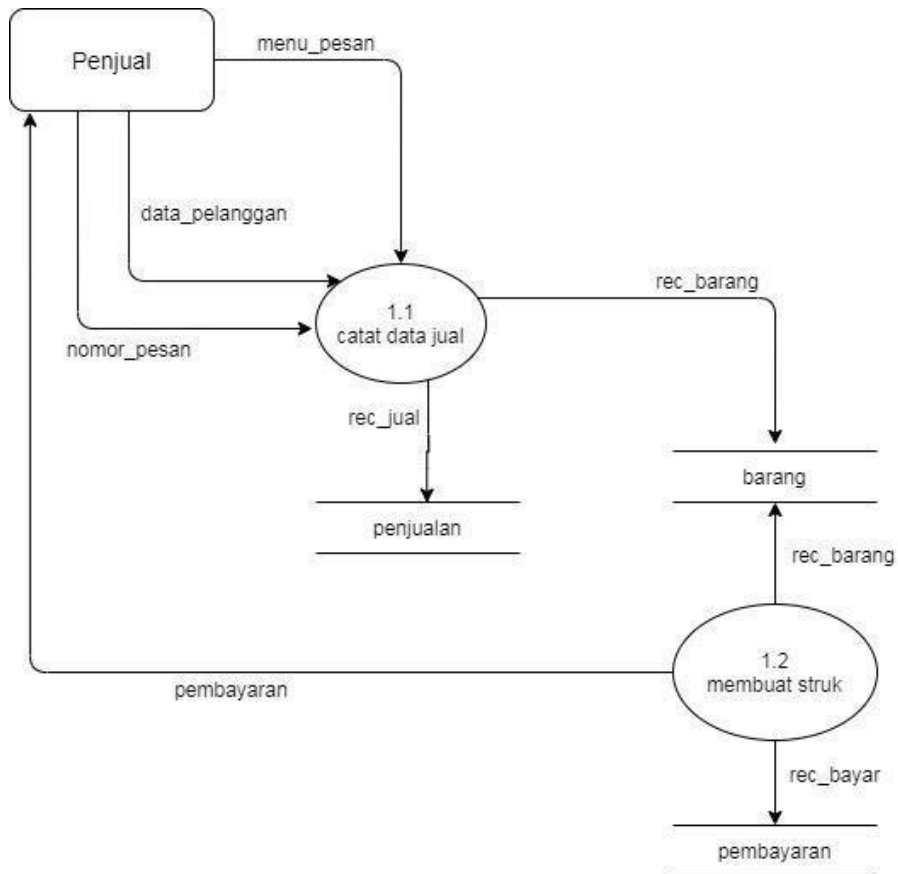 Penjual
menu_pesan
data_pelanggan
nomor_pesan
1.1
catat data jual
rec_barang
rec_jual
barang
penjualan
rec_barang
1.2
membuat struk
pembayaran
rec_bayar
pembayaran